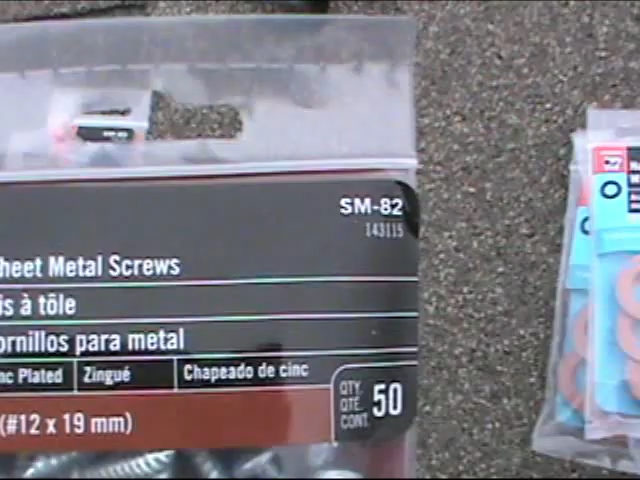 SM-82
143115
heet Metal Screws
is à tôle
ornillos para metal
nc Plated Zingué Chapeado de cinc
(#12 x 19 mm)
QTY.
QTÉ. 50
CONT.